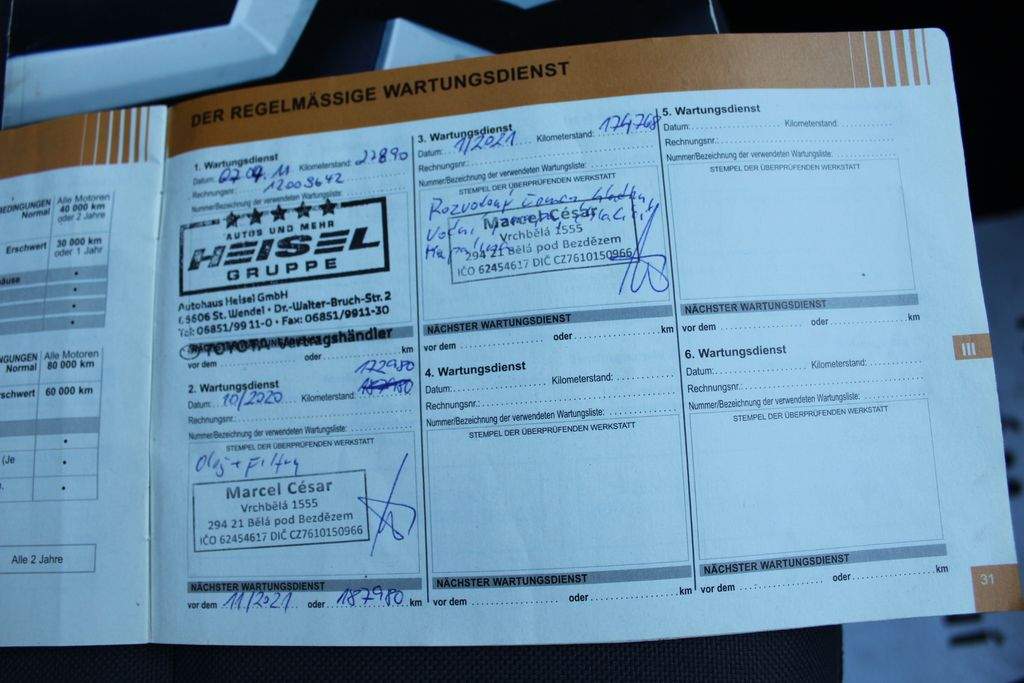 DER REGELMÄSSIGE WARTUNGSDIENST
BEDINGUNGEN
Normal
Alle Motoren
40 000 km
oder 2 Jahre
Erschwert
30 000 km
oder 1 Jahr
Normal
Alle Motoren
80 000 km
60 000 km
(Je
Alle 2 Jahre
1. Wartungsdienst
Datum: 07.09.11 Kilometerstand: 27890
Rechnungsnr.: 12003642
Nummer/Bezeichnung der verwendeten Wartungsliste:
AUTOS UND MEHR
HEISEL
GRUPPE
Autohaus Heisel GmbH
66606 St. Wendel • Dr.-Walter-Bruch-Str. 2
Tel: 06851/99 11-0 • Fax: 06851/9911-30
TOYOTA-Vertragshändler
vor dem oder km
122980
2. Wartungsdienst
Datum: 10/2020 Kilometerstand:
Rechnungsnr.:
Nummer/Bezeichnung der verwendeten Wartungsliste:
STEMPEL DER ÜBERPRÜFENDEN WERKSTATT
Olej + Filtry
Marcel César
Vrchbělá 1555
294 21 Bělá pod Bezdězem
IČO 62454617 DIČ CZ7610150966
NÄCHSTER WARTUNGSDIENST
vor dem 11/2021 oder 187980 km
3. Wartungsdienst
Datum: 1/2021 Kilometerstand: 174768
Rechnungsnr.:
Nummer/Bezeichnung der verwendeten Wartungsliste:
STEMPEL DER ÜBERPRÜFENDEN WERKSTATT
Rozvodový
Marcel César
Vrchbělá 1555
294 21 Bělá pod Bezdězem
IČO 62454617 DIČ CZ7610150966
NÄCHSTER WARTUNGSDIENST
vor dem oder km
4. Wartungsdienst
Datum: Kilometerstand:
Rechnungsnr.:
Nummer/Bezeichnung der verwendeten Wartungsliste:
STEMPEL DER ÜBERPRÜFENDEN WERKSTATT
NÄCHSTER WARTUNGSDIENST
vor dem oder km
5. Wartungsdienst
Datum: Kilometerstand:
Rechnungsnr.:
Nummer/Bezeichnung der verwendeten Wartungsliste:
STEMPEL DER ÜBERPRÜFENDEN WERKSTATT
NÄCHSTER WARTUNGSDIENST
vor dem oder km
6. Wartungsdienst
Datum: Kilometerstand:
Rechnungsnr.:
Nummer/Bezeichnung der verwendeten Wartungsliste:
STEMPEL DER ÜBERPRÜFENDEN WERKSTATT
NÄCHSTER WARTUNGSDIENST
vor dem oder km
III
31